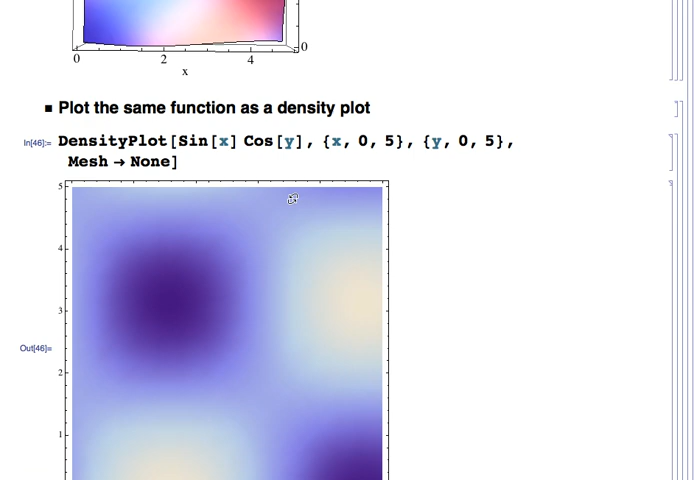 0
0 2 4
x
▪ Plot the same function as a density plot
In[46]:= DensityPlot[Sin[x] Cos[y], {x, 0, 5}, {y, 0, 5},
Mesh → None]
5
4
3
Out[46]=
2
1